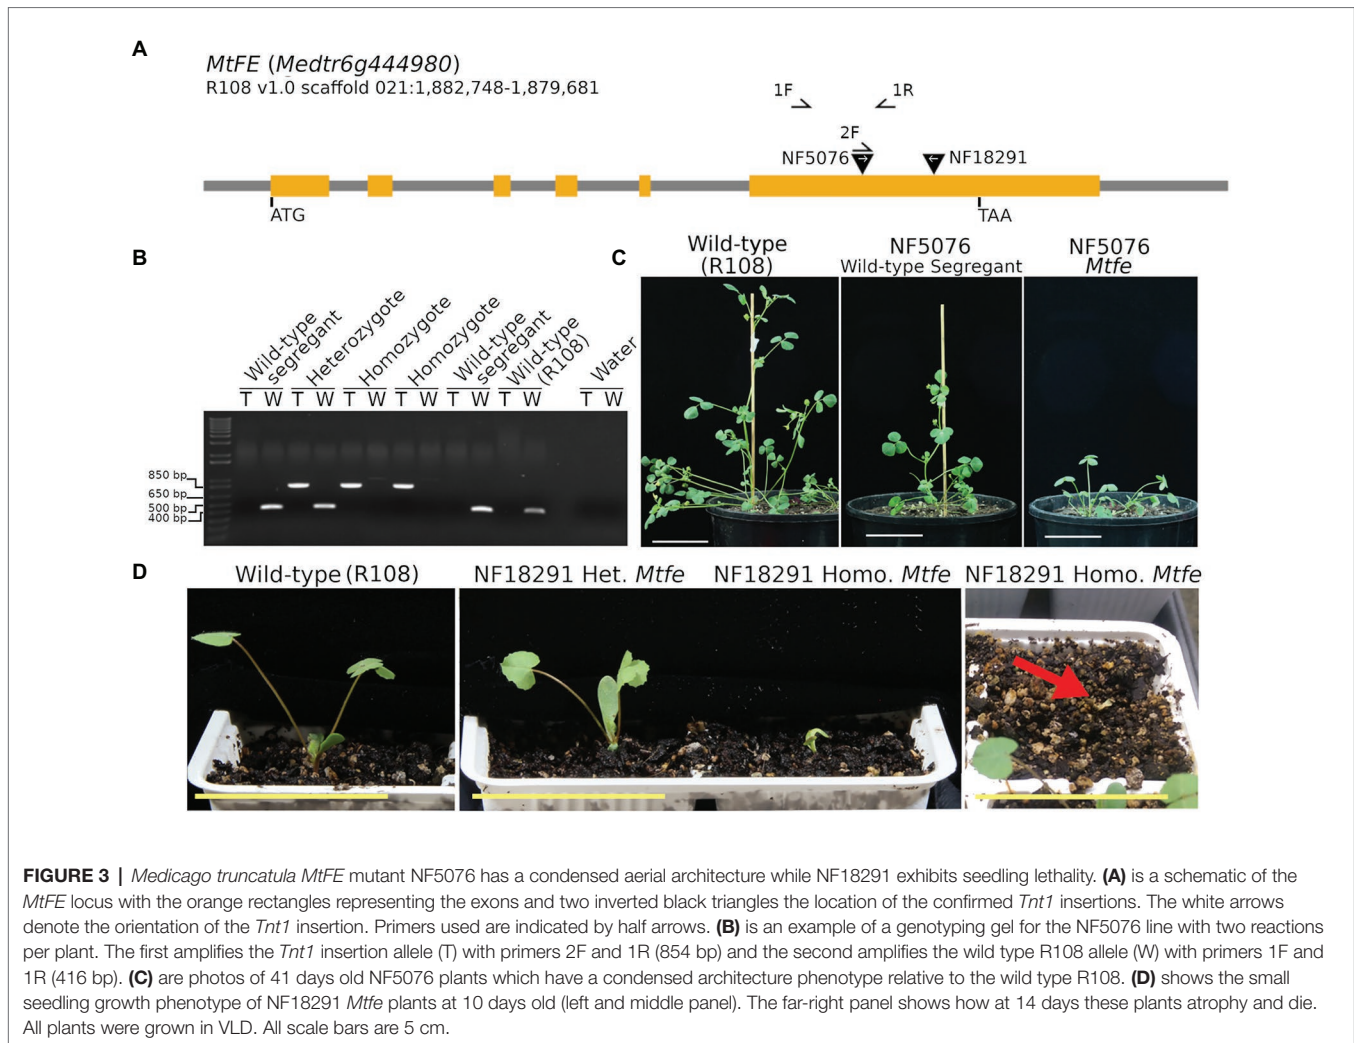 A
MtFE (Medtr6g444980)
R108 v1.0 scaffold 021:1,882,748-1,879,681
1F
1R
2F
NF5076
NF18291
ATG
TAA
B
Wild-type segregant
Heterozygote
Homozygote
Homozygote
Wild-type segregant
Wild-type (R108)
Water
T W T W T W T W T W T W T W
850 bp
650 bp
500 bp
400 bp
C
Wild-type (R108)
NF5076 Wild-type Segregant
NF5076 Mtfe
D
Wild-type (R108)
NF18291 Het. Mtfe
NF18291 Homo. Mtfe
NF18291 Homo. Mtfe
FIGURE 3 | Medicago truncatula MtFE mutant NF5076 has a condensed aerial architecture while NF18291 exhibits seedling lethality. (A) is a schematic of the
MtFE locus with the orange rectangles representing the exons and two inverted black triangles the location of the confirmed Tnt1 insertions. The white arrows
denote the orientation of the Tnt1 insertion. Primers used are indicated by half arrows. (B) is an example of a genotyping gel for the NF5076 line with two reactions
per plant. The first amplifies the Tnt1 insertion allele (T) with primers 2F and 1R (854 bp) and the second amplifies the wild type R108 allele (W) with primers 1F and
1R (416 bp). (C) are photos of 41 days old NF5076 plants which have a condensed architecture phenotype relative to the wild type R108. (D) shows the small
seedling growth phenotype of NF18291 Mtfe plants at 10 days old (left and middle panel). The far-right panel shows how at 14 days these plants atrophy and die.
All plants were grown in VLD. All scale bars are 5 cm.